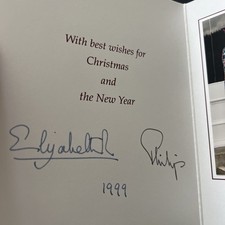 With best wishes for
Christmas
and
the New Year
Elizabeth R
Philip
1999